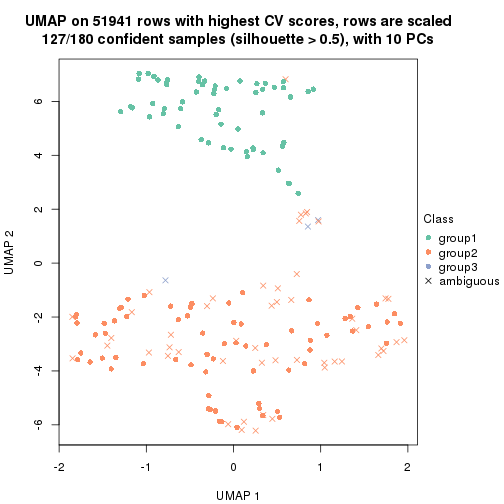 UMAP on 51941 rows with highest CV scores, rows are scaled
127/180 confident samples (silhouette > 0.5), with 10 PCs
6
4
2
0
-2
-4
-6
UMAP 2
-2
-1
0
1
2
UMAP 1
Class
group1
group2
group3
ambiguous